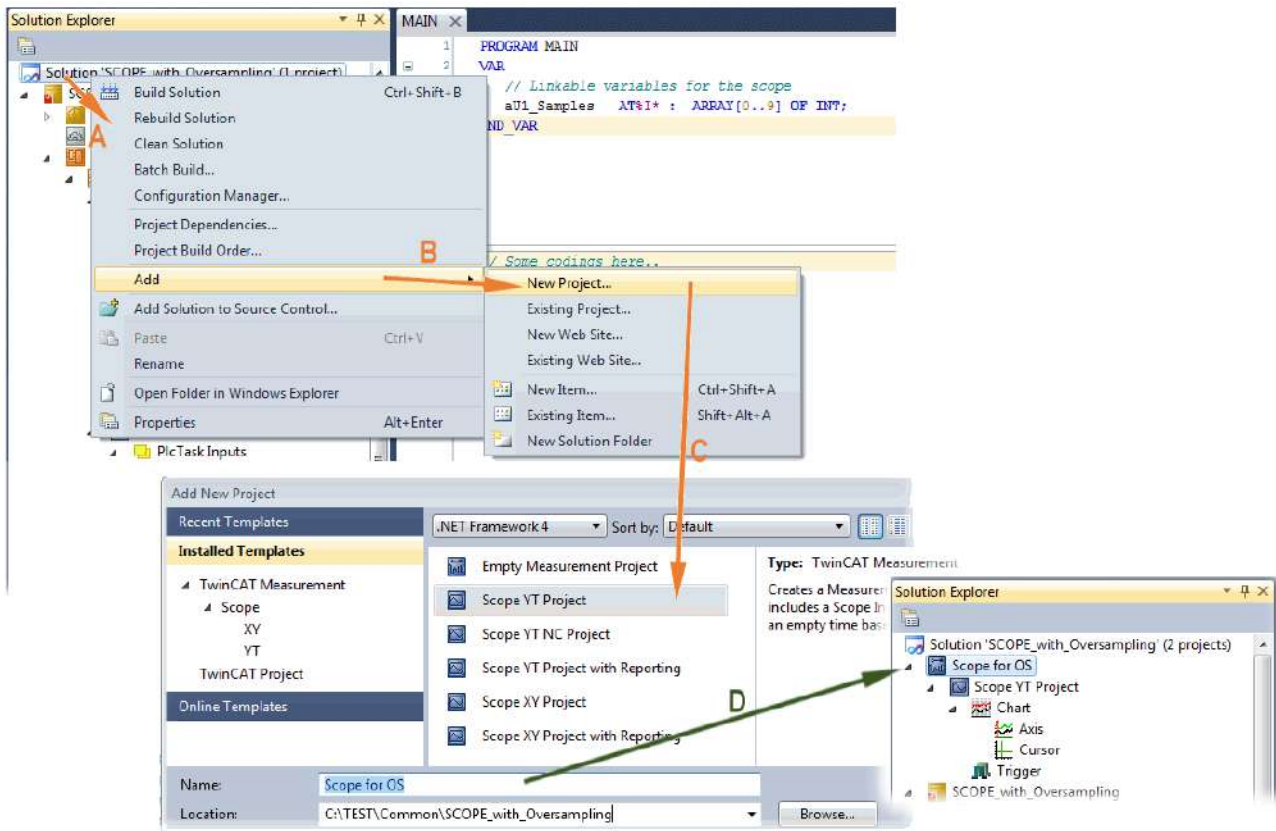 Solution Explorer
MAIN
Solution 'SCOPE_with_Oversampling' (1 project)
A
Build Solution Ctrl+Shift+B
Rebuild Solution
Clean Solution
Batch Build...
Configuration Manager...
Project Dependencies...
Project Build Order...
Add
Add Solution to Source Control...
Paste Ctrl+V
Rename
Open Folder in Windows Explorer
Properties Alt+Enter
PlcTask Inputs
1 PROGRAM MAIN
2 VAR
// Linkable variables for the scope
aU1_Samples AT%I* : ARRAY[0..9] OF INT;
ND_VAR
/ Some codings here..
B
New Project...
Existing Project...
New Web Site...
Existing Web Site...
New Item... Ctrl+Shift+A
Existing Item... Shift+Alt+A
New Solution Folder
C
Add New Project
Recent Templates
Installed Templates
TwinCAT Measurement
Scope
XY
YT
TwinCAT Project
Online Templates
.NET Framework 4 Sort by: Default
Empty Measurement Project
Scope YT Project
Scope YT NC Project
Scope YT Project with Reporting
Scope XY Project
Scope XY Project with Reporting
Type: TwinCAT Measurement
Creates a Measure
includes a Scope In
an empty time bas
D
Name: Scope for OS
Location: C:\TEST\Common\SCOPE_with_Oversampling
Browse...
Solution Explorer
Solution 'SCOPE_with_Oversampling' (2 projects)
Scope for OS
Scope YT Project
Chart
Axis
Cursor
Trigger
SCOPE_with_Oversampling